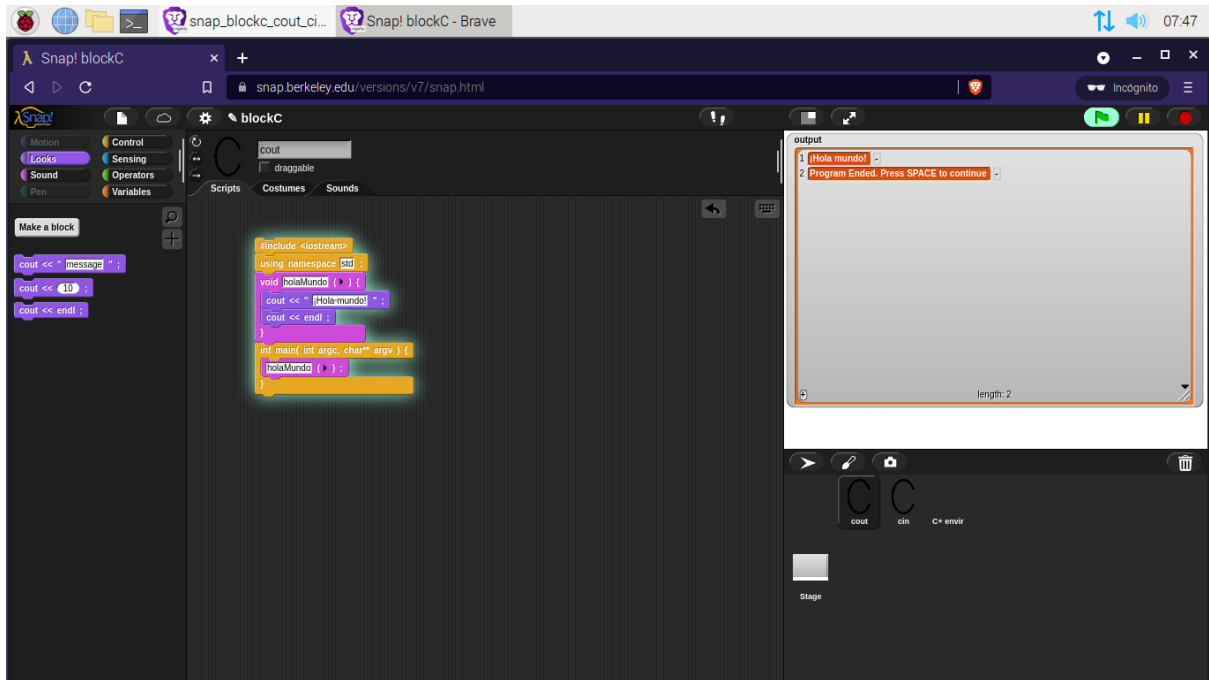 snap_blockc_cout_ci...
Snap! blockC - Brave
07:47
Snap! blockC
snap.berkeley.edu/versions/v7/snap.html
Incógnito
Snap!
blockC
Motion
Control
Looks
Sensing
Sound
Operators
Pen
Variables
Make a block
cout << " message " ;
cout << 10 ;
cout << endl ;
cout
draggable
Scripts Costumes Sounds
#include <iostream>
using namespace std ;
void holaMundo ( ) {
cout << " ¡Hola·mundo! " ;
cout << endl ;
}
int main( int argc, char** argv ) {
holaMundo ( ) ;
}
output
1 ¡Hola mundo! -
2 Program Ended. Press SPACE to continue -
length: 2
cout
cin
C+ envir
Stage